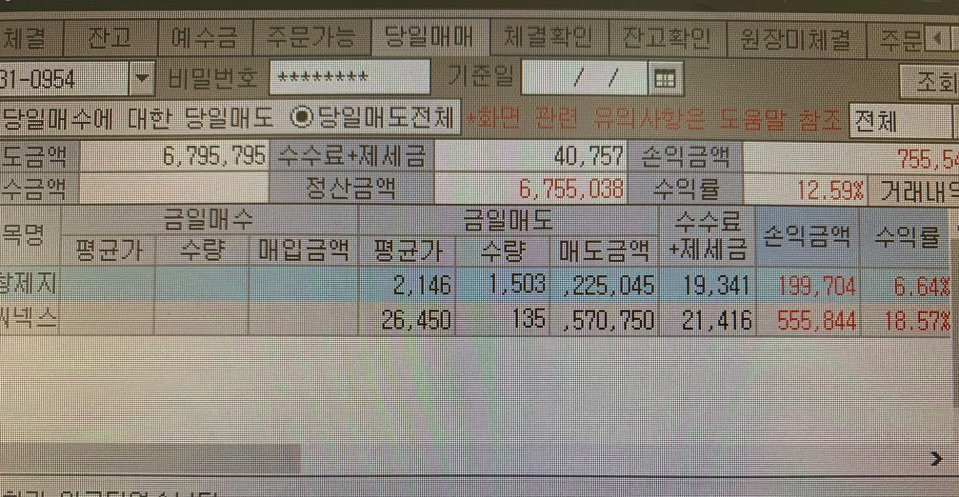 체결 잔고 예수금 주문가능 당일매매 체결확인 잔고확인 원장미체결 주문
31-0954 비밀번호 ******** 기준일 / / 조회
당일매수에 대한 당일매도 당일매도전체 *화면 관련 유의사항은 도움말 참조 전체
도금액 6,795,795 수수료+제세금 40,757 손익금액 755,54
수금액 정산금액 6,755,038 수익률 12.59% 거래내역
목명 금일매수 금일매도 수수료 +제세금 손익금액 수익률
평균가 수량 매입금액 평균가 수량 매도금액
제지 2,146 1,503 ,225,045 19,341 199,704 6.64%
넥스 26,450 135 ,570,750 21,416 555,844 18.57%